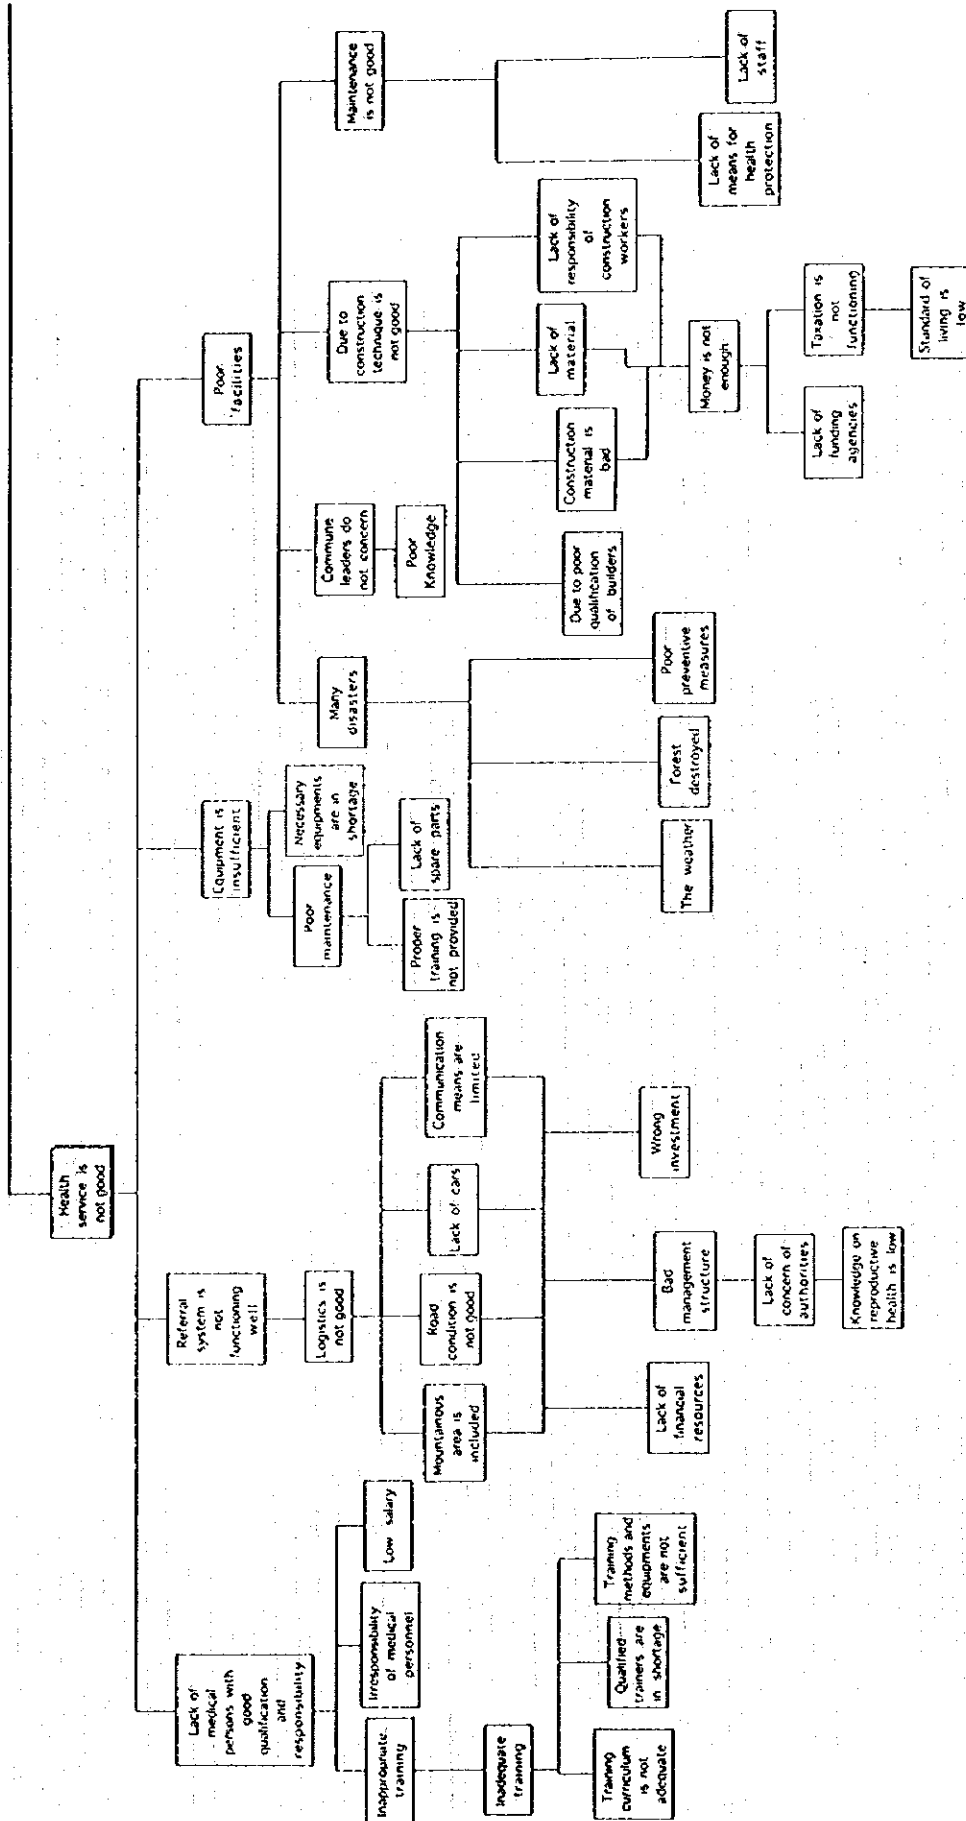 Health
service is
not good
Lack of
medical
persons with
good
qualification
and
responsibility
Referral
system is
not
functioning
well
Equipment is
insufficient
Poor
facilities
Inappropriate
training
Irresponsibility
of medical
personnel
Low salary
Logistics is
not good
Poor
maintenance
Necessary
equipments
are in
shortage
Many
disasters
Commune
leaders do
not concern
Due to
construction
technique is
not good
Maintenance
is not good
Inadequate
training
Mountainous
area is
included
Road
condition is
not good
Lack of cars
Communication
means are
limited
Proper
training is
not provided
Lack of
spare parts
Poor
Knowledge
Training
curriculum
is not
adequate
Qualified
trainers are
in shortage
Training
methods and
equipments
are not
sufficient
Due to poor
qualification
of builders
Construction
material is
bad
Lack of
material
Lack of
responsibility
of
construction
workers
Lack of
financial
resources
Bad
management
structure
Wrong
investment
The weather
Forest
destroyed
Poor
preventive
measures
Money is not
enough
Lack of
means for
health
protection
Lack of
staff
Lack of
concern of
authorities
Lack of
funding
agencies
Taxation is
not
functioning
Knowledge on
reproductive
health is low
Standard of
living is
low